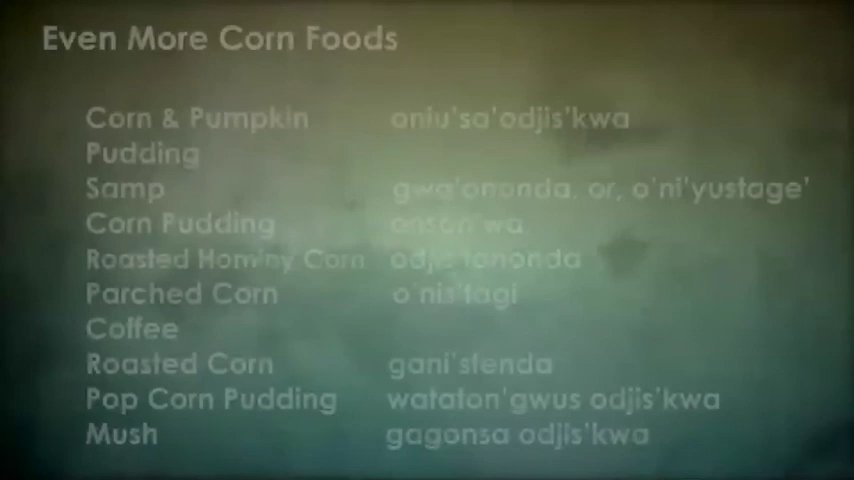 Even More Corn Foods
Corn & Pumpkin oniu'sa'odjis'kwa
Pudding
Samp gwa'ononda, or, o'ni'yustage'
Corn Pudding
Roasted Hominy Corn
Parched Corn o'nis'tagi
Coffee
Roasted Corn gani'stenda
Pop Corn Pudding wataton'gwus odjis'kwa
Mush gagonsa odjis'kwa